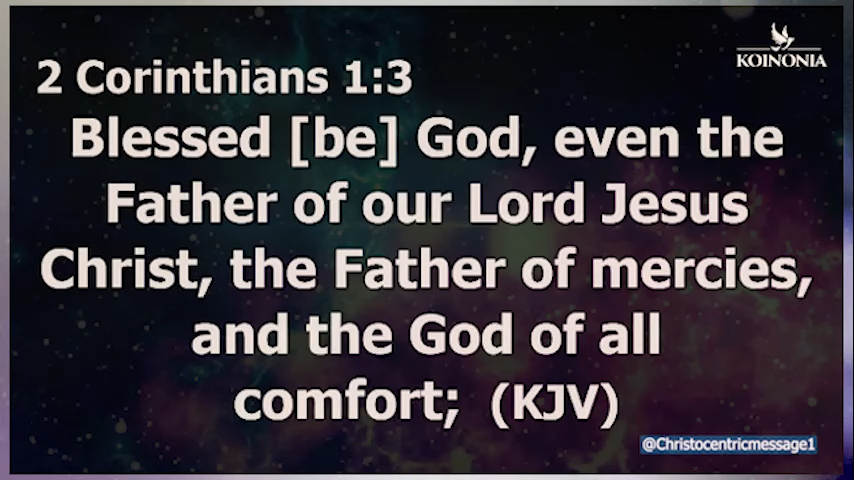 KOINONIA
2 Corinthians 1:3
Blessed [be] God, even the
Father of our Lord Jesus
Christ, the Father of mercies,
and the God of all
comfort; (KJV)
@Christocentricmessage1